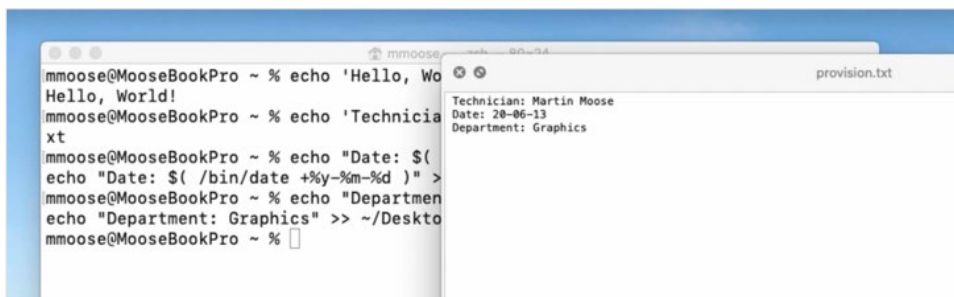 mmoose
mmoose@MooseBookPro ~ % echo 'Hello, Wo
Hello, World!
mmoose@MooseBookPro ~ % echo 'Technicia
xt
mmoose@MooseBookPro ~ % echo "Date: $(
echo "Date: $( /bin/date +%y-%m-%d )" >
mmoose@MooseBookPro ~ % echo "Departmen
echo "Department: Graphics" >> ~/Deskto
mmoose@MooseBookPro ~ %
provision.txt
Technician: Martin Moose
Date: 20-06-13
Department: Graphics